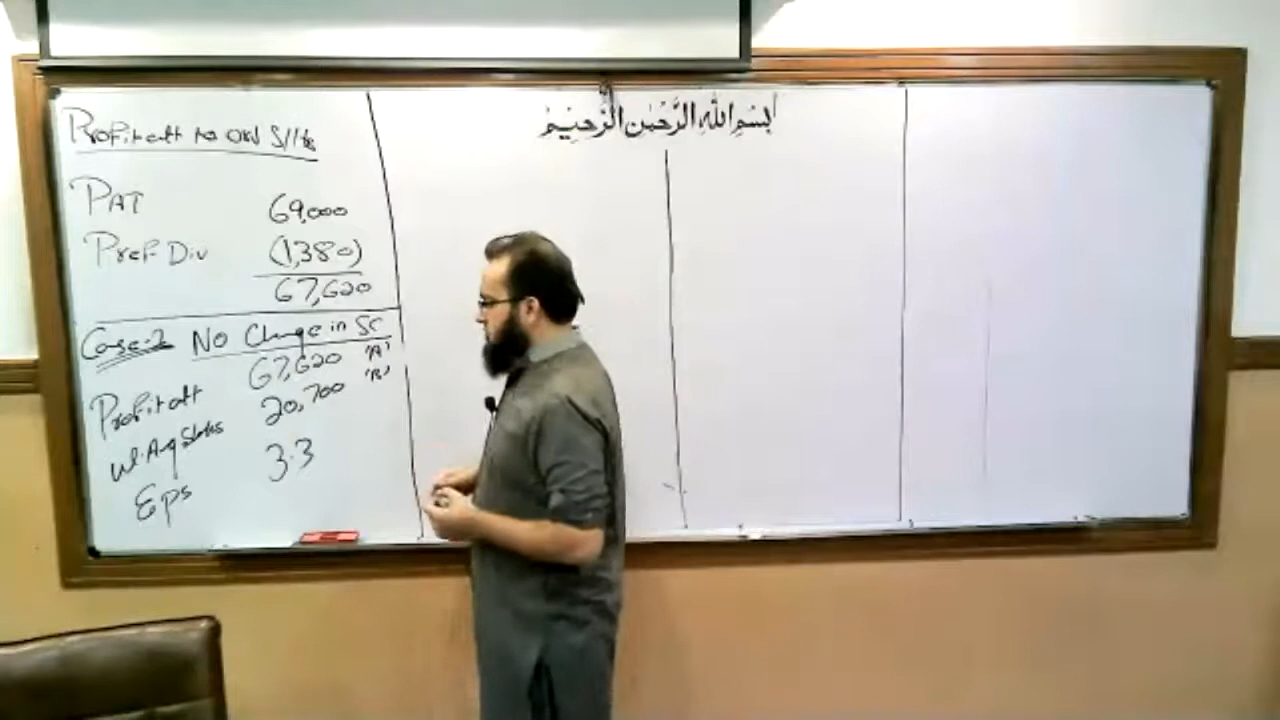 بِسْمِ اللهِ الرَّحْمٰنِ الرَّحِيْمِ
Profit att to Ord S/Hs
PAT 69,000
Pref Div (1,380)
67,620
Case-2 No Change in SC
Profit att 67,620 'A'
W.Avg Shares 20,700 'B'
EPS 3.3